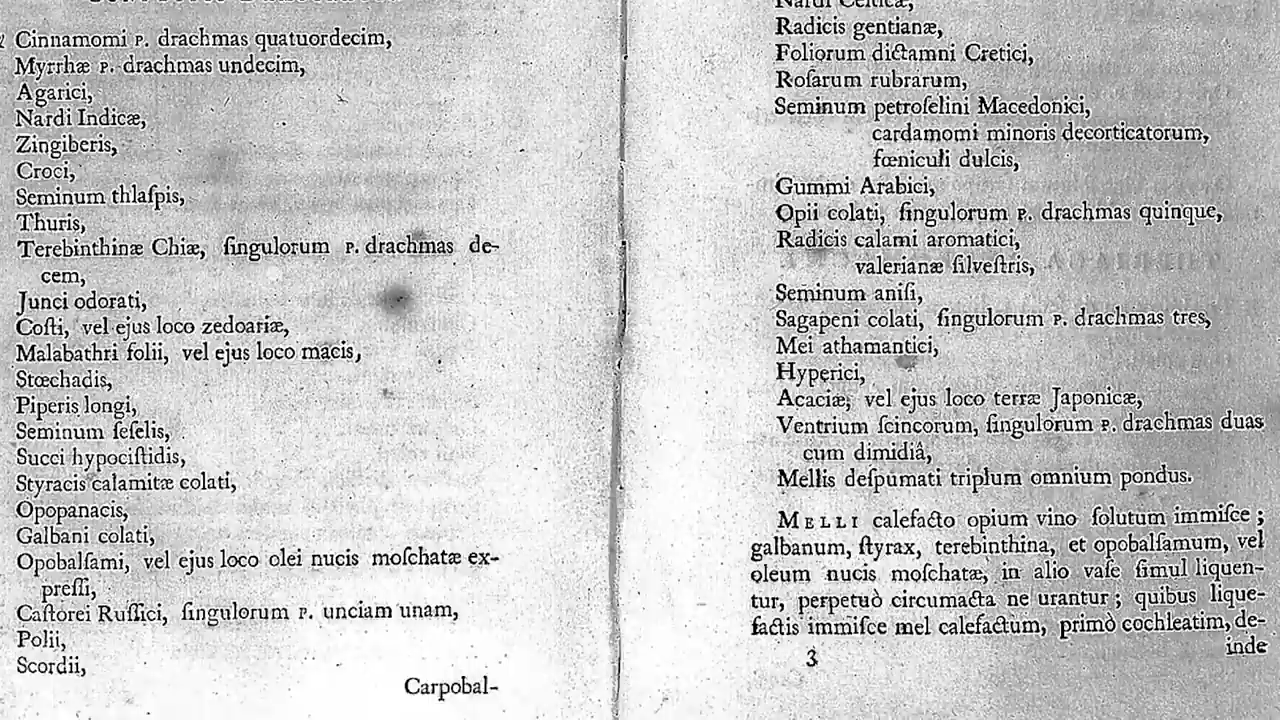 Cinnamomi P. drachmas quatuordecim,
Myrrhæ P. drachmas undecim,
Agarici,
Nardi Indicæ,
Zingiberis,
Croci,
Seminum thlaſpis,
Thuris,
Terebinthinæ Chiæ, ſingulorum P. drachmas de-
cem,
Junci odorati,
Coſti, vel ejus loco zedoariæ,
Malabathri folii, vel ejus loco macis,
Stœchadis,
Piperis longi,
Seminum ſeſelis,
Succi hypociſtidis,
Styracis calamitæ colati,
Opopanacis,
Galbani colati,
Opobalſami, vel ejus loco olei nucis moſchatæ ex-
preſſi,
Caſtorei Ruſſici, ſingulorum P. unciam unam,
Polii,
Scordii,
Carpobal-
Nardi Celticæ,
Radicis gentianæ,
Foliorum dictamni Cretici,
Roſarum rubrarum,
Seminum petroſelini Macedonici,
cardamomi minoris decorticatorum,
fœniculi dulcis,
Gummi Arabici,
Opii colati, ſingulorum P. drachmas quinque,
Radicis calami aromatici,
valerianæ ſilveſtris,
Seminum aniſi,
Sagapeni colati, ſingulorum P. drachmas tres,
Mei athamantici,
Hyperici,
Acaciæ, vel ejus loco terræ Japonicæ,
Ventrium ſcincorum, ſingulorum P. drachmas duas
cum dimidiâ,
Mellis deſpumati triplum omnium pondus.
MELLI calefacto opium vino ſolutum immiſce ;
galbanum, ſtyrax, terebinthina, et opobalſamum, vel
oleum nucis moſchatæ, in alio vaſe ſimul liquen-
tur, perpetuò circumacta ne urantur ; quibus lique-
factis immiſce mel calefactum, primò cochleatim, de-
inde
3